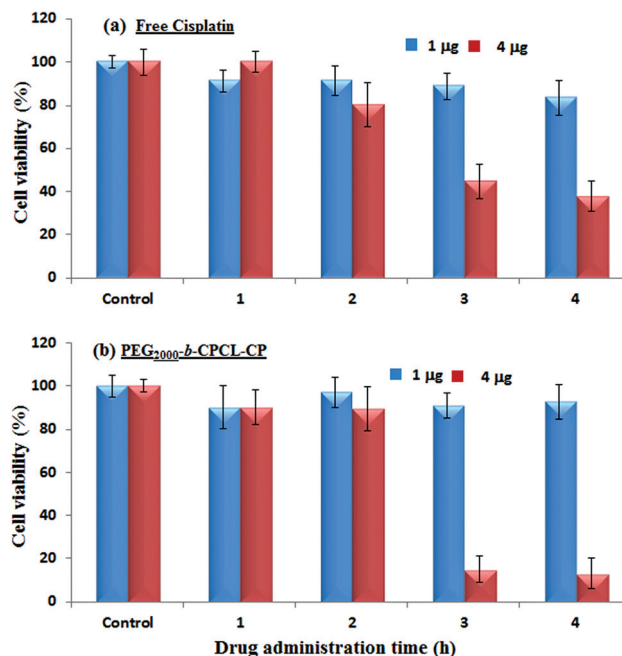 (a) Free Cisplatin
1 µg 4 µg
Cell viability (%)
120
100
80
60
40
20
0
Control 1 2 3 4
(b) PEG2000-b-CPCL-CP
1 µg 4 µg
Cell viability (%)
120
100
80
60
40
20
0
Control 1 2 3 4
Drug administration time (h)